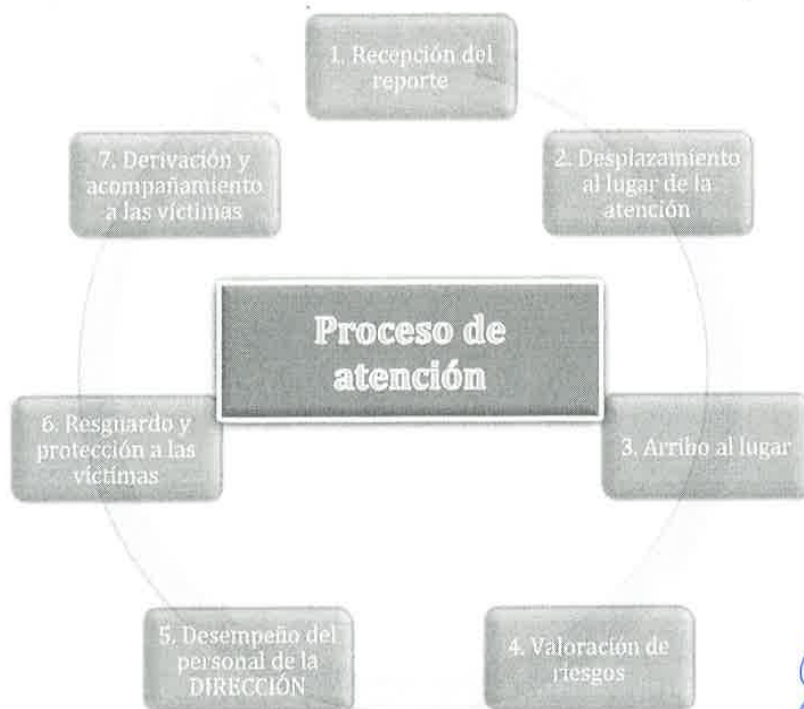 1. Recepción del
reporte
2. Desplazamiento
al lugar de la
atención
3. Arribo al lugar
4. Valoración de
riesgos
5. Desempeño del
personal de la
DIRECCIÓN
6. Resguardo y
protección a las
víctimas
7. Derivación y
acompañamiento
a las víctimas
Proceso de
atención